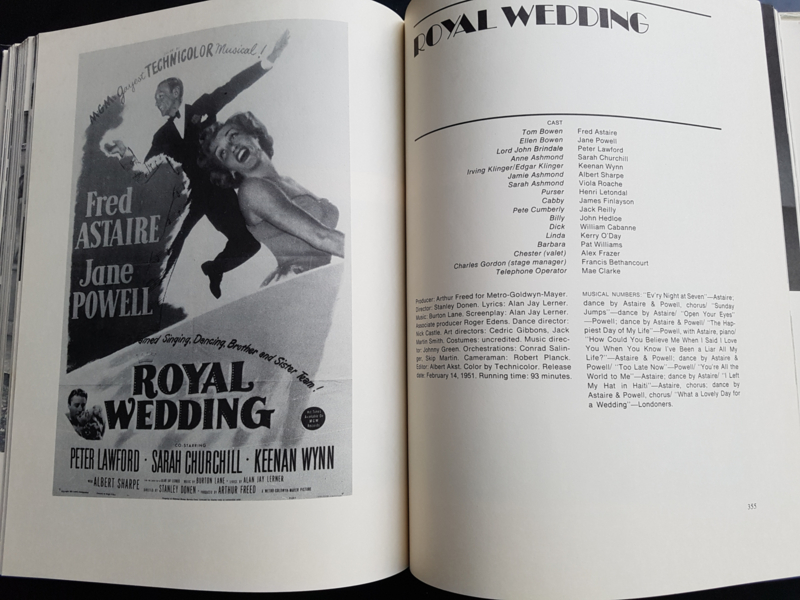 M-G-M's Gayest TECHNICOLOR Musical!
Fred
ASTAIRE
Jane
POWELL
Singing, Dancing, Brother and Sister Team!
ROYAL
WEDDING
CO-STARRING
PETER LAWFORD • SARAH CHURCHILL • KEENAN WYNN
ALBERT SHARPE
BURTON LANE
ALAN JAY LERNER
STANLEY DONEN
PRODUCED BY ARTHUR FREED
A METRO-GOLDWYN-MAYER PICTURE
ROYAL WEDDING
CAST
Tom Bowen Fred Astaire
Ellen Bowen Jane Powell
Lord John Brindale Peter Lawford
Anne Ashmond Sarah Churchill
Irving Klinger/Edgar Klinger Keenan Wynn
Jamie Ashmond Albert Sharpe
Sarah Ashmond Viola Roache
Purser Henri Letondal
Cabby James Finlayson
Pete Cumberly Jack Reilly
Billy John Hedloe
Dick William Cabanne
Linda Kerry O'Day
Barbara Pat Williams
Chester (valet) Alex Frazer
Charles Gordon (stage manager) Francis Bethancourt
Telephone Operator Mae Clarke
Producer: Arthur Freed for Metro-Goldwyn-Mayer.
Director: Stanley Donen. Lyrics: Alan Jay Lerner.
Music: Burton Lane. Screenplay: Alan Jay Lerner.
Associate producer Roger Edens. Dance director:
Nick Castle. Art directors: Cedric Gibbons, Jack
Martin Smith. Costumes: uncredited. Music direc-
tor: Johnny Green. Orchestrations: Conrad Salin-
ger, Skip Martin. Cameraman: Robert Planck.
Editor: Albert Akst. Color by Technicolor. Release
date: February 14, 1951. Running time: 93 minutes.
MUSICAL NUMBERS: "Ev'ry Night at Seven"—Astaire;
dance by Astaire & Powell, chorus/ "Sunday
Jumps"—dance by Astaire/ "Open Your Eyes"
—Powell; dance by Astaire & Powell/ "The Hap-
piest Day of My Life"—Powell, with Astaire, piano/
"How Could You Believe Me When I Said I Love
You When You Know I've Been a Liar All My
Life?"—Astaire & Powell; dance by Astaire &
Powell/ "Too Late Now"—Powell/ "You're All the
World to Me"—Astaire; dance by Astaire/ "I Left
My Hat in Haiti"—Astaire, chorus; dance by
Astaire & Powell, chorus/ "What a Lovely Day for
a Wedding"—Londoners.
355